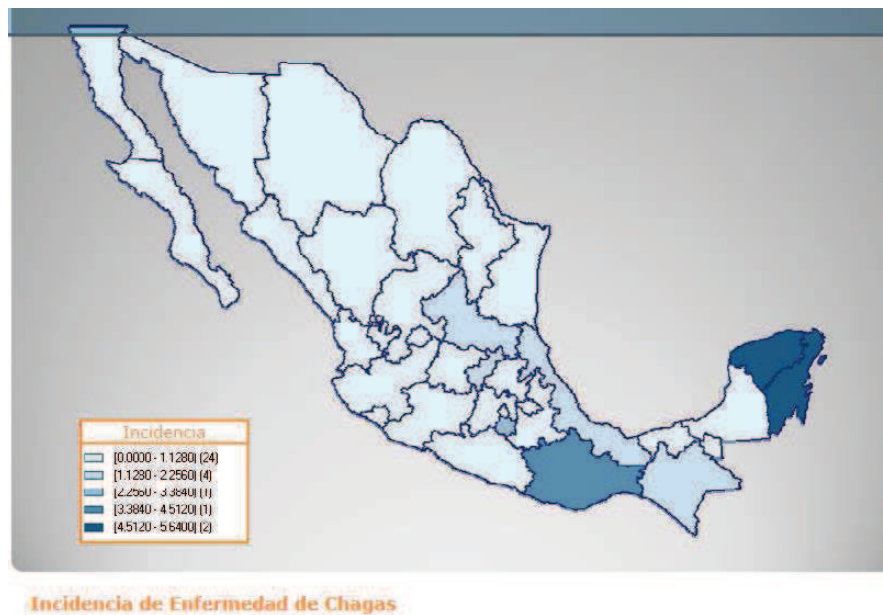 Incidencia
[0.0000 - 1.1280) (24)
[1.1280 - 2.2560) (4)
[2.2560 - 3.3840) (1)
[3.3840 - 4.5120) (1)
[4.5120 - 5.6400] (2)
Incidencia de Enfermedad de Chagas